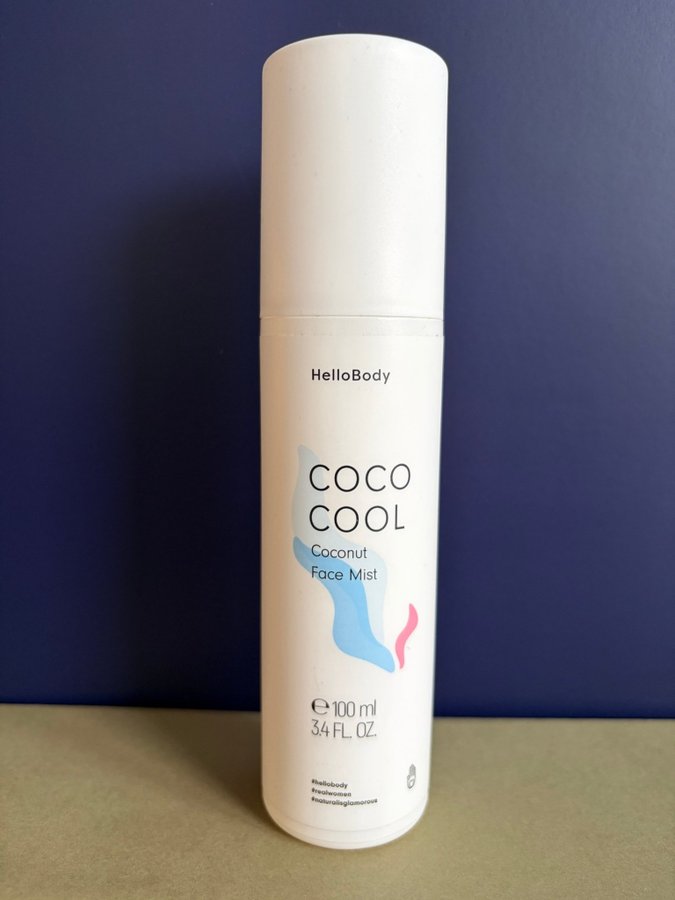 HelloBody
COCO
COOL
Coconut
Face Mist
℮ 100 ml
3.4 FL. OZ.
#hellobody
#realwomen
#naturalisglamorous